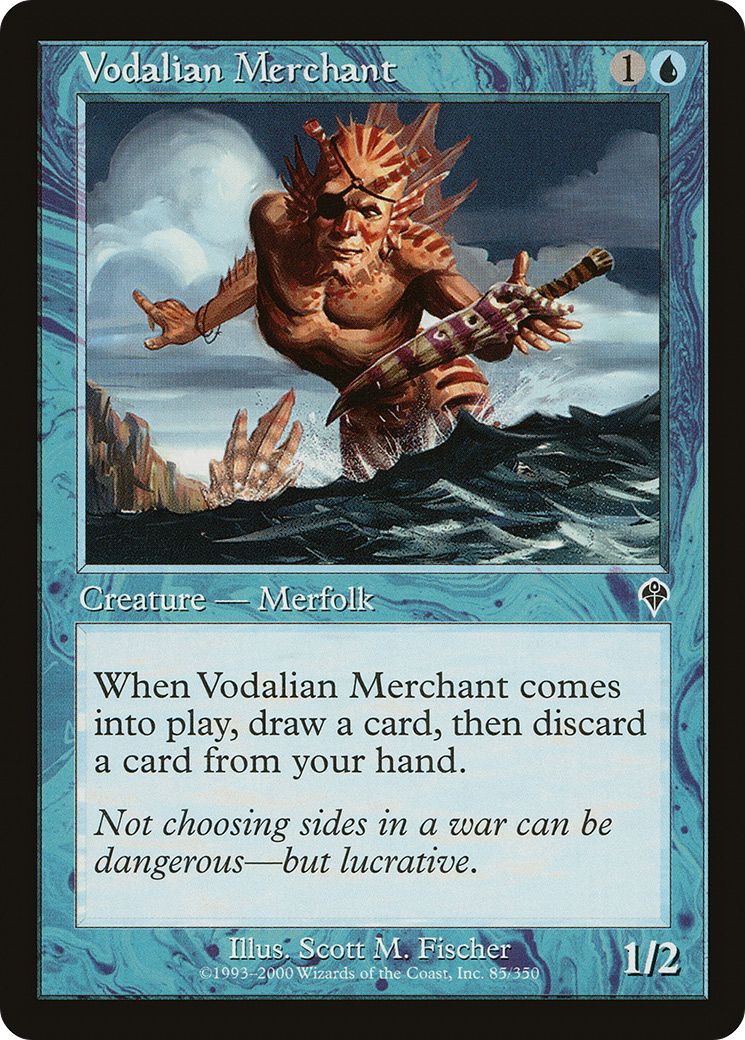 Vodalian Merchant 1
Creature — Merfolk
When Vodalian Merchant comes
into play, draw a card, then discard
a card from your hand.
Not choosing sides in a war can be
dangerous—but lucrative.
Illus. Scott M. Fischer
©1993–2000 Wizards of the Coast, Inc. 85/350
1/2